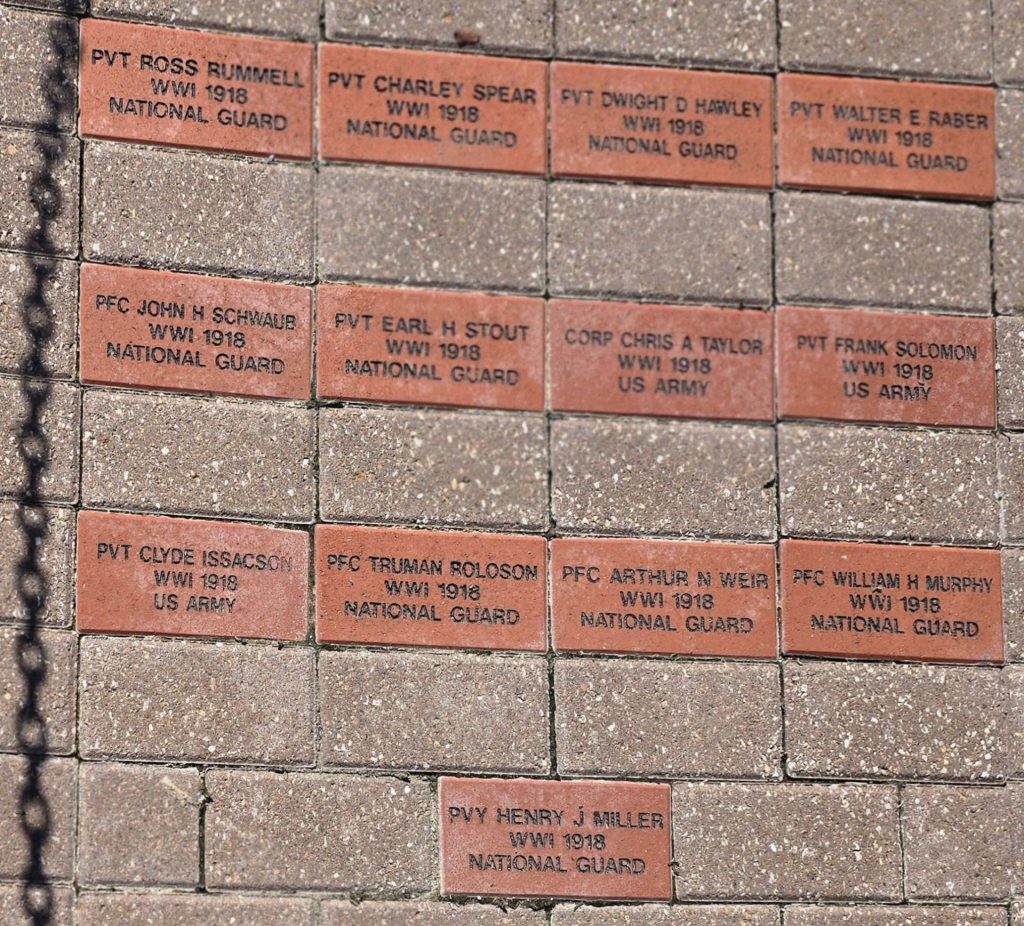 PVT ROSS RUMMELL
WWI 1918
NATIONAL GUARD
PVT CHARLEY SPEAR
WWI 1918
NATIONAL GUARD
PVT DWIGHT D HAWLEY
WWI 1918
NATIONAL GUARD
PVT WALTER E RABER
WWI 1918
NATIONAL GUARD
PFC JOHN H SCHWAUB
WWI 1918
NATIONAL GUARD
PVT EARL H STOUT
WWI 1918
NATIONAL GUARD
CORP CHRIS A TAYLOR
WWI 1918
US ARMY
PVT FRANK SOLOMON
WWI 1918
US ARMY
PVT CLYDE ISSACSON
WWI 1918
US ARMY
PFC TRUMAN ROLOSON
WWI 1918
NATIONAL GUARD
PFC ARTHUR N WEIR
WWI 1918
NATIONAL GUARD
PFC WILLIAM H MURPHY
WWI 1918
NATIONAL GUARD
PVY HENRY J MILLER
WWI 1918
NATIONAL GUARD